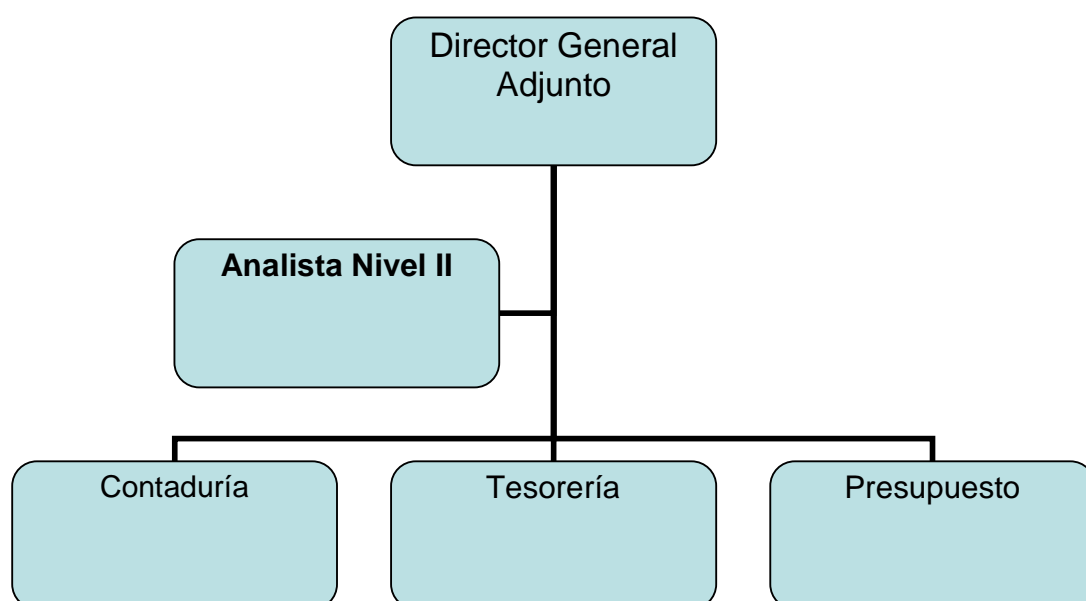 Director General
Adjunto
Analista Nivel II
Contaduría
Tesorería
Presupuesto